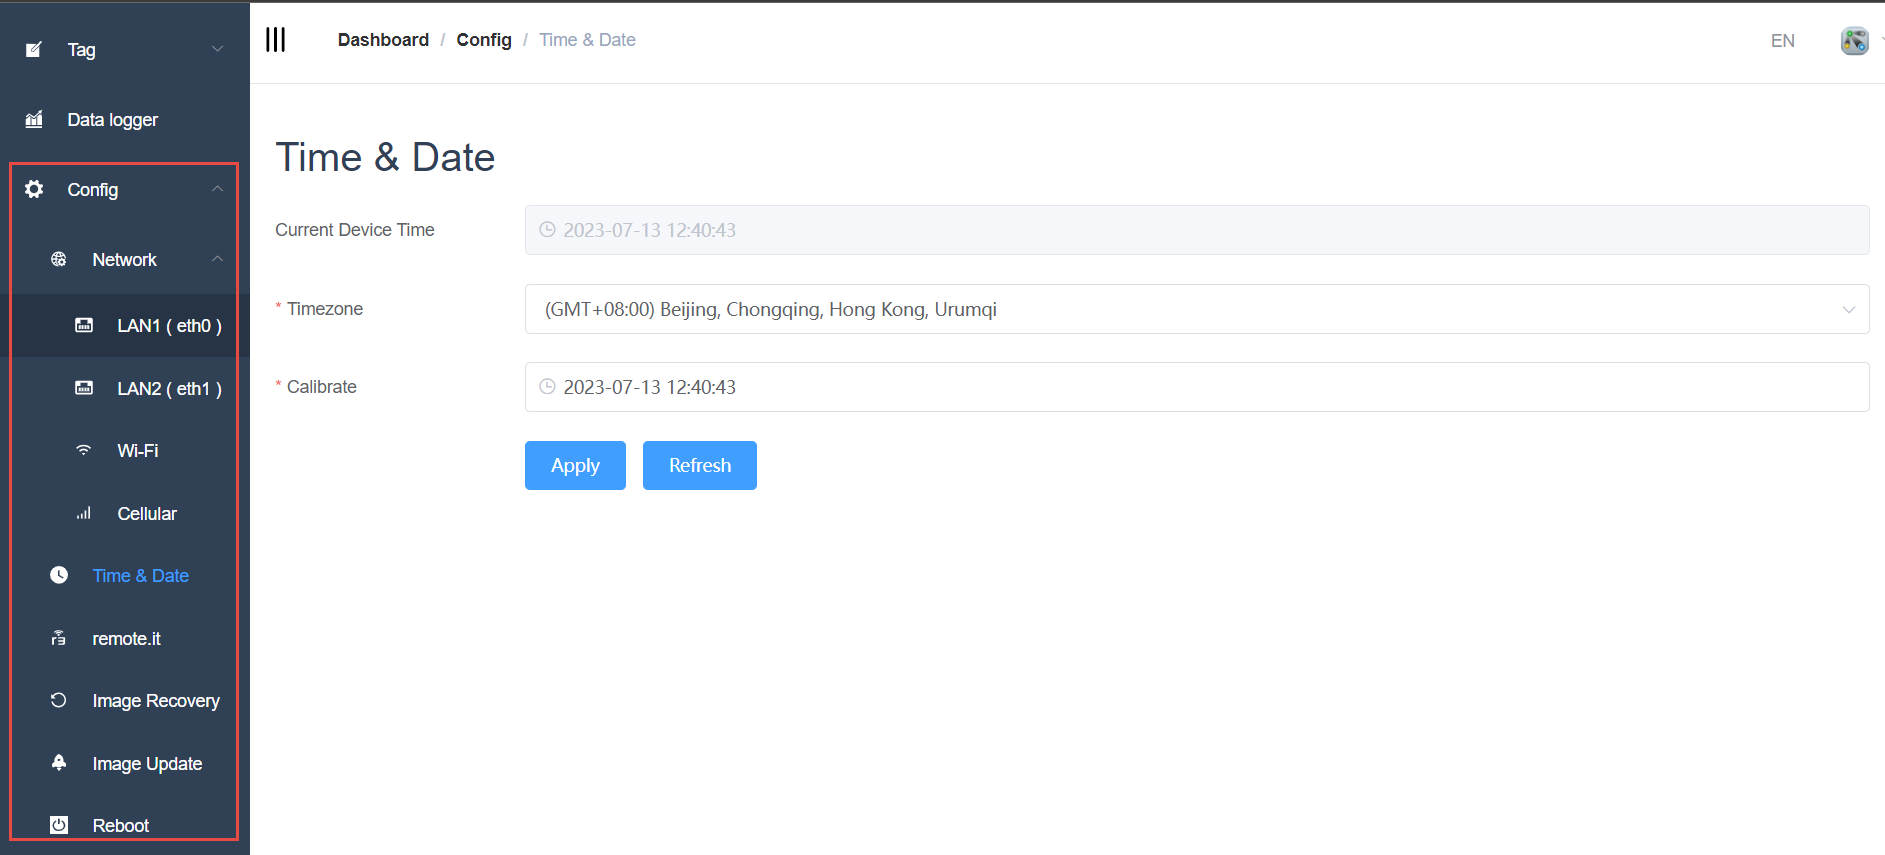 Tag
Data logger
Config
Network
LAN1 ( eth0 )
LAN2 ( eth1 )
Wi-Fi
Cellular
Time & Date
remote.it
Image Recovery
Image Update
Reboot
Dashboard / Config / Time & Date
EN
Time & Date
Current Device Time
2023-07-13 12:40:43
* Timezone
(GMT+08:00) Beijing, Chongqing, Hong Kong, Urumqi
* Calibrate
2023-07-13 12:40:43
Apply Refresh